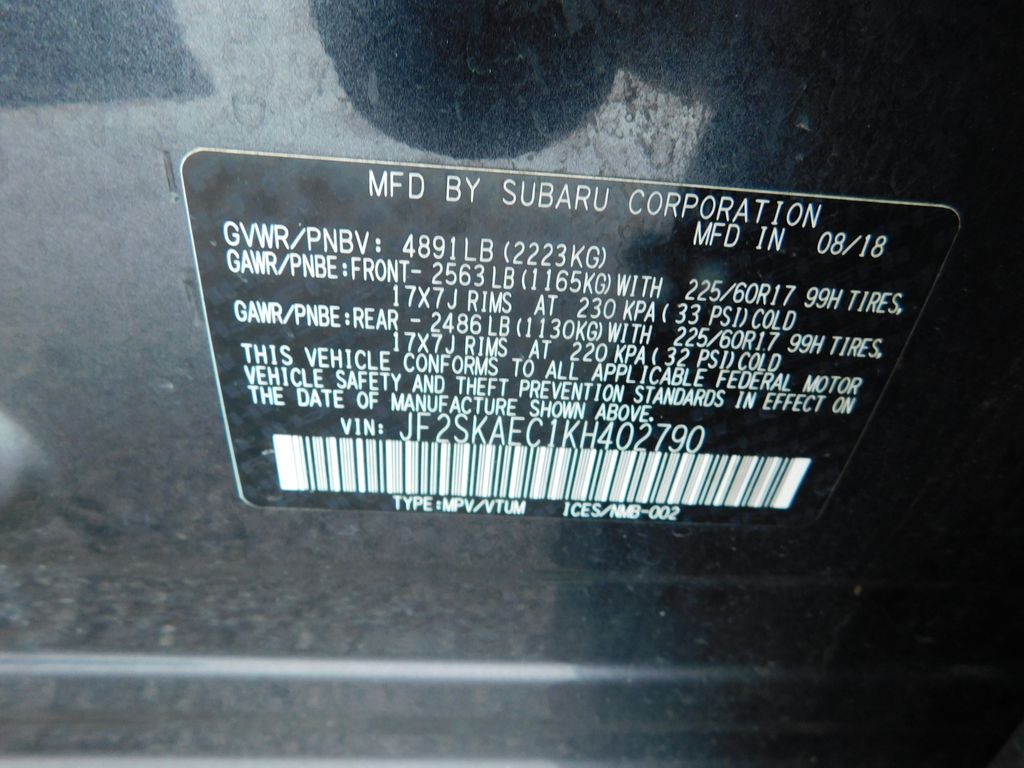 MFD BY SUBARU CORPORATION
MFD IN 08/18
GVWR/PNBV: 4891LB (2223KG)
GAWR/PNBE:FRONT- 2563LB (1165KG) WITH 225/60R17 99H TIRES,
17X7J RIMS AT 230 KPA ( 33 PSI) COLD
GAWR/PNBE:REAR - 2486LB (1130KG) WITH 225/60R17 99H TIRES,
17X7J RIMS AT 220 KPA ( 32 PSI) COLD
THIS VEHICLE CONFORMS TO ALL APPLICABLE FEDERAL MOTOR
VEHICLE SAFETY AND THEFT PREVENTION STANDARDS IN EFFECT ON
THE DATE OF MANUFACTURE SHOWN ABOVE.
VIN: JF2SKAEC1KH402790
TYPE:MPV/VTUM ICES/NMB-002